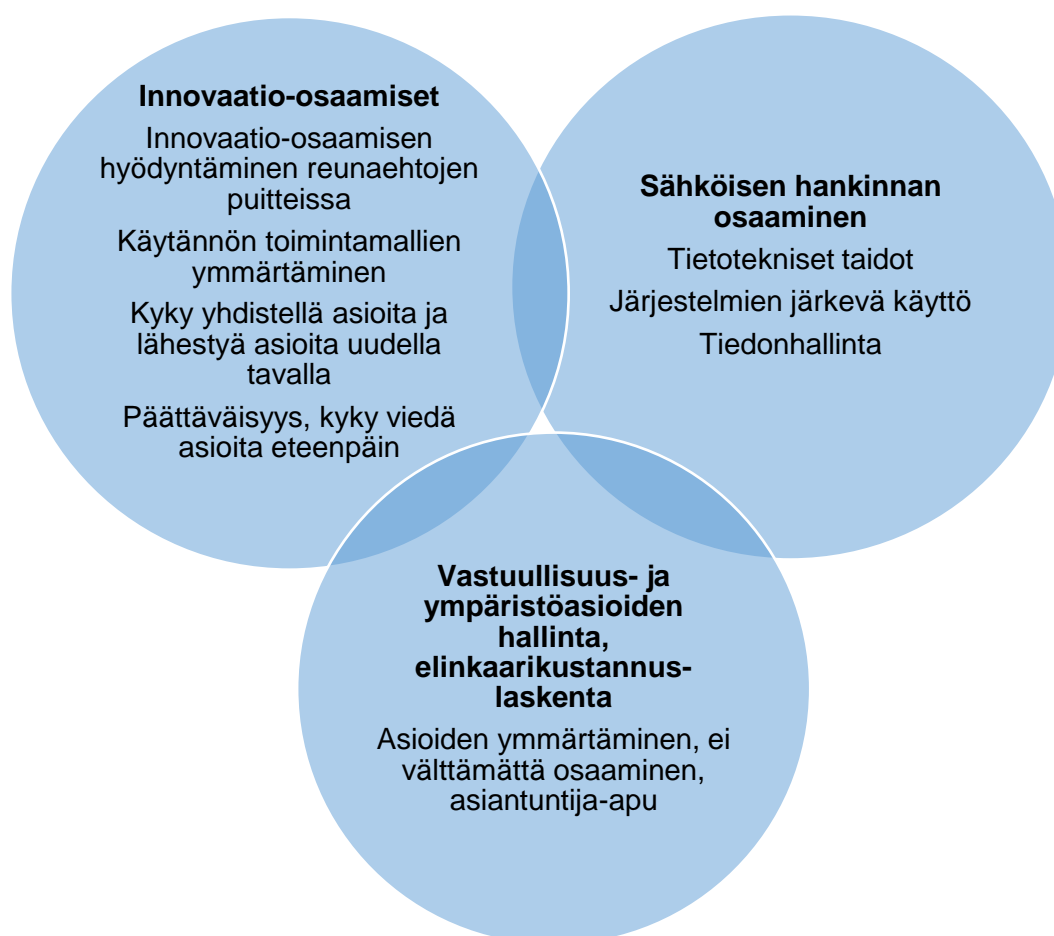 Innovaatio-osaamiset
Innovaatio-osaamisen
hyödyntäminen reunaehtojen
puitteissa
Käytännön toimintamallien
ymmärtäminen
Kyky yhdistellä asioita ja
lähestyä asioita uudella
tavalla
Päättäväisyys, kyky viedä
asioita eteenpäin
Sähköisen hankinnan
osaaminen
Tietotekniset taidot
Järjestelmien järkevä käyttö
Tiedonhallinta
Vastuullisuus- ja
ympäristöasioiden
hallinta,
elinkaarikustannus-
laskenta
Asioiden ymmärtäminen, ei
välttämättä osaaminen,
asiantuntija-apu